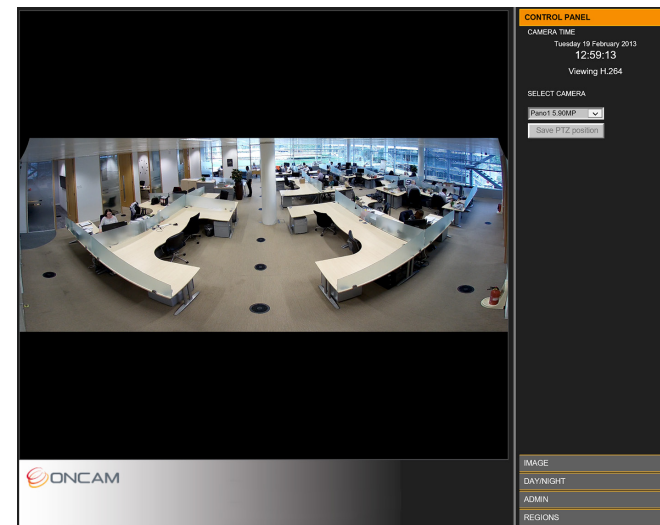 CONTROL PANEL
CAMERA TIME
Tuesday 19 February 2013
12:59:13
Viewing H.264
SELECT CAMERA
Pano1 5.90MP
Save PTZ position
IMAGE
DAY/NIGHT
ADMIN
REGIONS
ONCAM